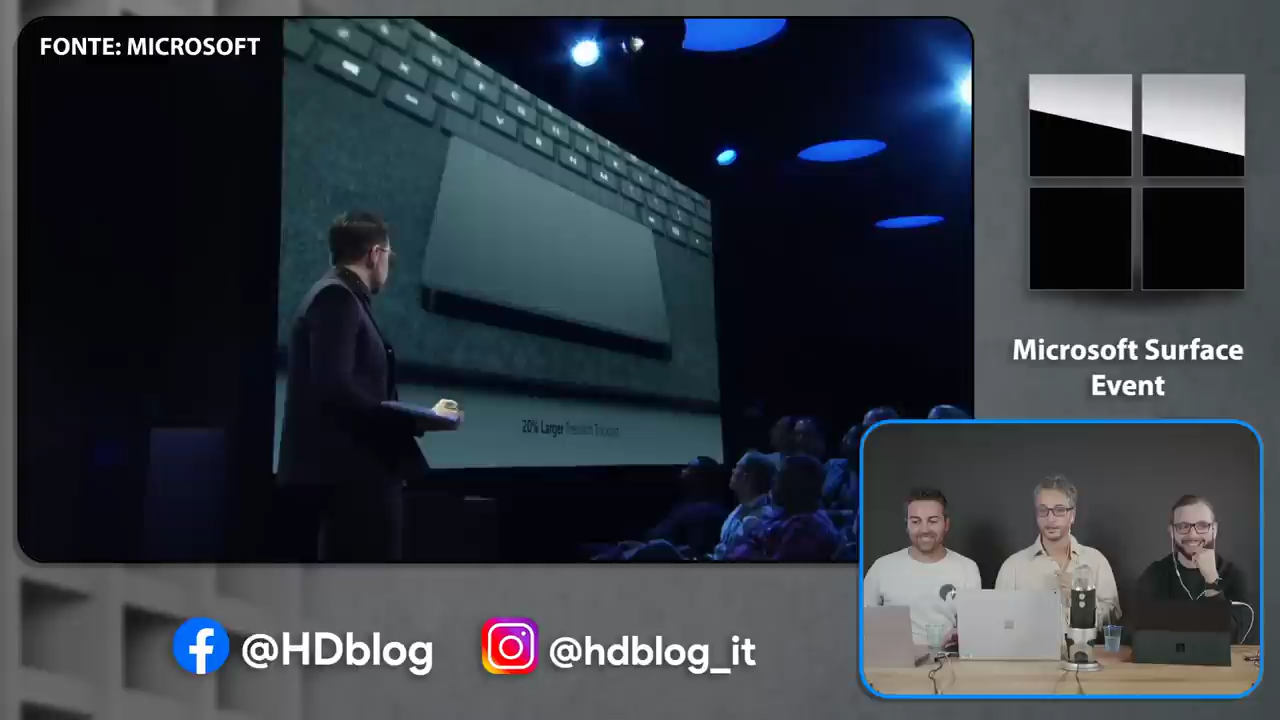 FONTE: MICROSOFT
20% Larger
Microsoft Surface
Event
@HDblog
@hdblog_it